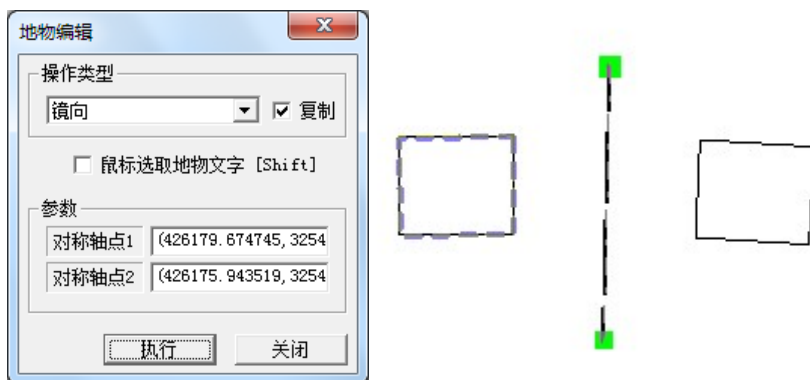 地物编辑
操作类型
镜向
复制
鼠标选取地物文字 [Shift]
参数
对称轴点1 (426179.674745,3254
对称轴点2 (426175.943519,3254
执行 关闭